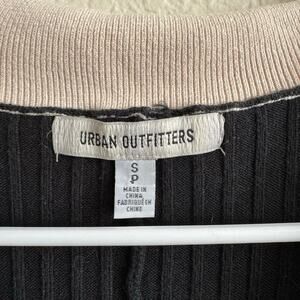 URBAN OUTFITTERS
S
P
MADE IN
CHINA
FABRIQUÉ EN
CHINE